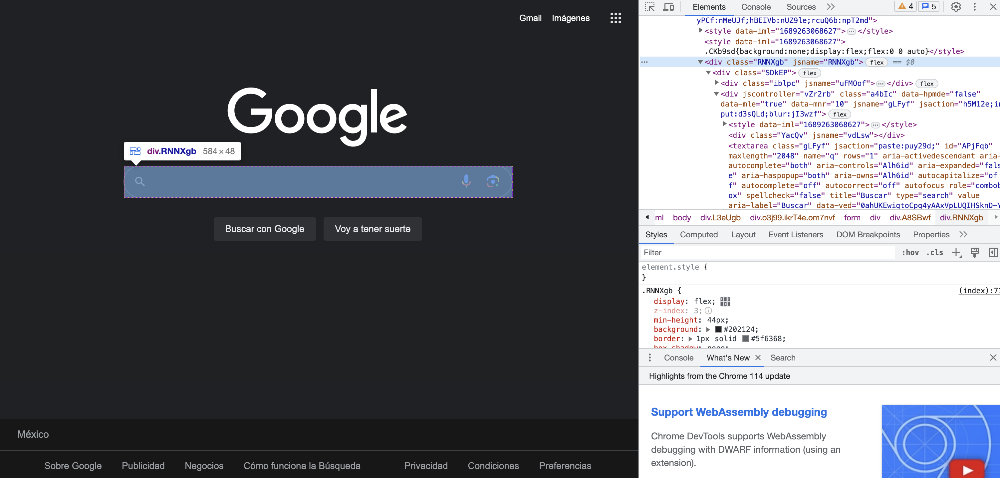 Gmail Imágenes
Google
div.RNNXgb 584×48
Buscar con Google Voy a tener suerte
México
Sobre Google Publicidad Negocios Cómo funciona la Búsqueda Privacidad Condiciones Preferencias
Elements Console Sources 4 5
yPCf:nMeUJf;hBEIVb:nUZ9le;rcuQ6b:npT2md">
<style data-iml="1689263068627">…</style>
<style data-iml="1689263068627">
.CKb9sd{background:none;display:flex;flex:0 0 auto}</style>
… <div class="RNNXgb" jsname="RNNXgb"> flex == $0
<div class="SDkEP"> flex
<div class="iblpc" jsname="uFMOof">…</div> flex
<div jscontroller="vZr2rb" class="a4bIc" data-hpmde="false"
data-mle="true" data-mnr="10" jsname="gLFyf" jsaction="h5M12e;in
put:d3sQLd;blur:jI3wzf"> flex
<style data-iml="1689263068627">…</style>
<div class="YacQv" jsname="vdLsw"></div>
<textarea class="gLFyf" jsaction="paste:puy29d;" id="APjFqb"
maxlength="2048" name="q" rows="1" aria-activedescendant aria-
autocomplete="both" aria-controls="Alh6id" aria-expanded="fals
e" aria-haspopup="both" aria-owns="Alh6id" autocapitalize="of
f" autocomplete="off" autocorrect="off" autofocus role="combob
ox" spellcheck="false" title="Buscar" type="search" value
aria-label="Buscar" data-ved="0ahUKEwigtoCpg4yAAxVpLUQIHSknD-Y
ml body div.L3eUgb div.o3j99.ikrT4e.om7nvf form div div.A8SBwf div.RNNXgb
Styles Computed Layout Event Listeners DOM Breakpoints Properties
Filter :hov .cls
element.style {
}
.RNNXgb { (index):71
display: flex;
z-index: 3;
min-height: 44px;
background: #202124;
border: 1px solid #5f6368;
box-shadow: none;
Console What's New Search
Highlights from the Chrome 114 update
Support WebAssembly debugging
Chrome DevTools supports WebAssembly
debugging with DWARF information (using an
extension).